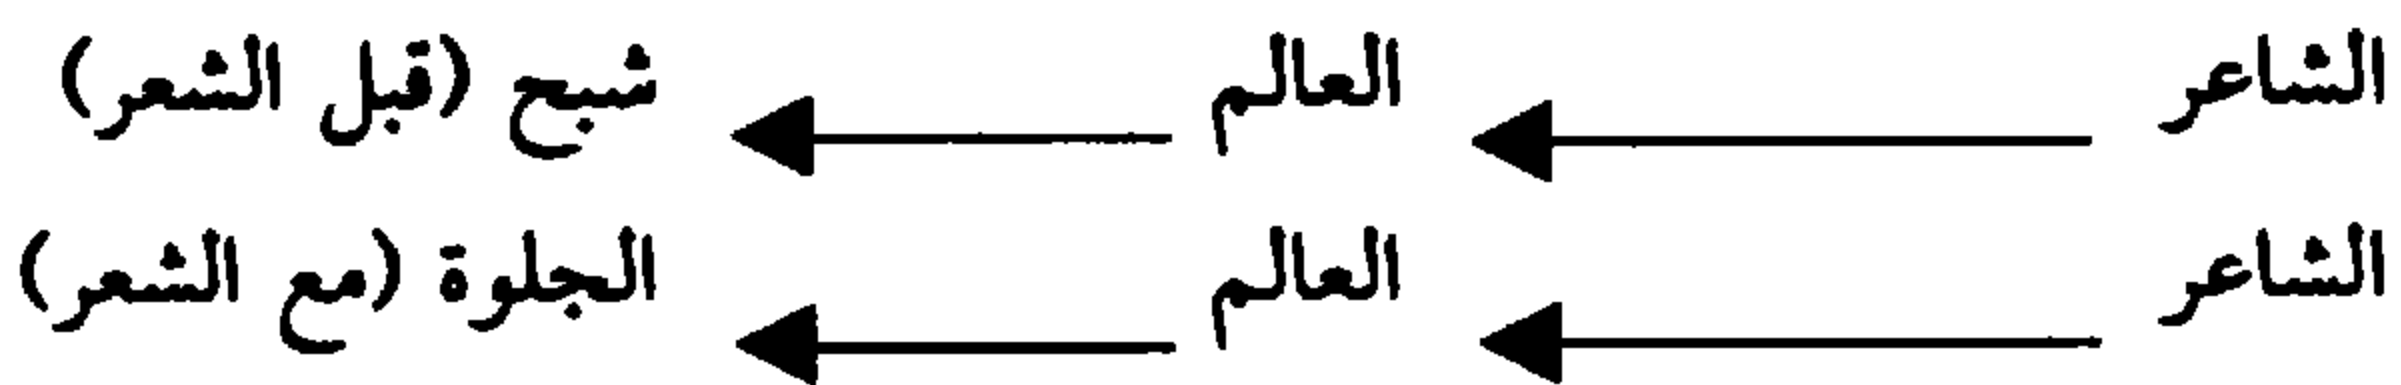 الشاعر ← العالم ← شبح (قبل الشعر)
الشاعر ← العالم ← الجلوة (مع الشعر)